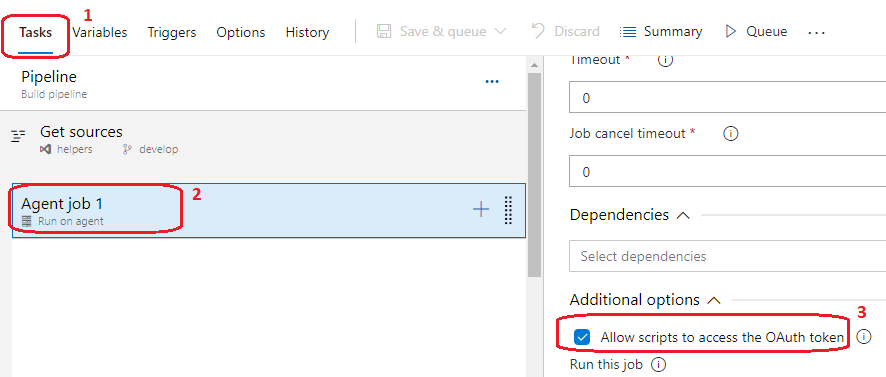 1
Tasks Variables Triggers Options History Save & queue Discard Summary Queue ...
Pipeline ...
Build pipeline
Get sources
helpers develop
Agent job 1 2
Run on agent
Timeout * 
0
Job cancel timeout *
0
Dependencies
Select dependencies
Additional options
3
Allow scripts to access the OAuth token
Run this job